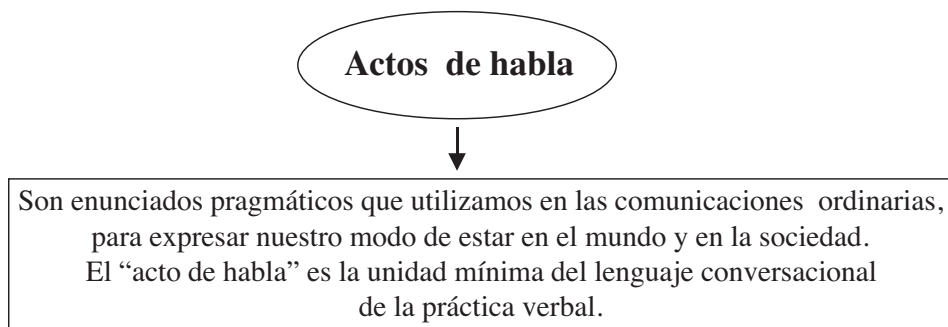 Actos de habla
Son enunciados pragmáticos que utilizamos en las comunicaciones ordinarias,
para expresar nuestro modo de estar en el mundo y en la sociedad.
El “acto de habla” es la unidad mínima del lenguaje conversacional
de la práctica verbal.